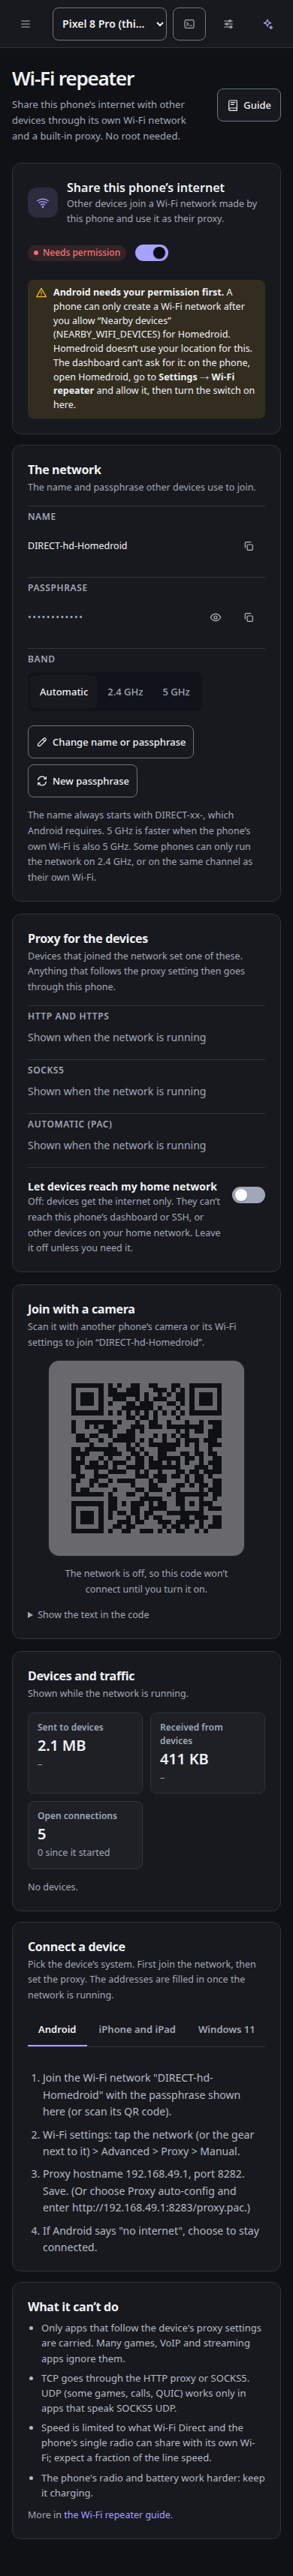 Pixel 8 Pro (thi...
Wi-Fi repeater
Share this phone's internet with other
devices through its own Wi-Fi network
and a built-in proxy. No root needed.
Guide
Share this phone's internet
Other devices join a Wi-Fi network made by
this phone and use it as their proxy.
Needs permission
Android needs your permission first. A
phone can only create a Wi-Fi network after
you allow “Nearby devices”
(NEARBY_WIFI_DEVICES) for Homedroid.
Homedroid doesn't use your location for this.
The dashboard can't ask for it: on the phone,
open Homedroid, go to Settings → Wi-Fi
repeater and allow it, then turn the switch on
here.
The network
The name and passphrase other devices use to join.
NAME
DIRECT-hd-Homedroid
PASSPHRASE
••••••••••••
BAND
Automatic
2.4 GHz
5 GHz
Change name or passphrase
New passphrase
The name always starts with DIRECT-xx-, which
Android requires. 5 GHz is faster when the phone's
own Wi-Fi is also 5 GHz. Some phones can only run
the network on 2.4 GHz, or on the same channel as
their own Wi-Fi.
Proxy for the devices
Devices that joined the network set one of these.
Anything that follows the proxy setting then goes
through this phone.
HTTP AND HTTPS
Shown when the network is running
SOCKS5
Shown when the network is running
AUTOMATIC (PAC)
Shown when the network is running
Let devices reach my home network
Off: devices get the internet only. They can't
reach this phone's dashboard or SSH, or
other devices on your home network. Leave
it off unless you need it.
Join with a camera
Scan it with another phone's camera or its Wi-Fi
settings to join “DIRECT-hd-Homedroid”.
The network is off, so this code won't
connect until you turn it on.
Show the text in the code
Devices and traffic
Shown while the network is running.
Sent to devices
2.1 MB
–
Received from
devices
411 KB
–
Open connections
5
0 since it started
No devices.
Connect a device
Pick the device's system. First join the network, then
set the proxy. The addresses are filled in once the
network is running.
Android
iPhone and iPad
Windows 11
1. Join the Wi-Fi network "DIRECT-hd-
Homedroid" with the passphrase shown
here (or scan its QR code).
2. Wi-Fi settings: tap the network (or the gear
next to it) > Advanced > Proxy > Manual.
3. Proxy hostname 192.168.49.1, port 8282.
Save. (Or choose Proxy auto-config and
enter http://192.168.49.1:8283/proxy.pac.)
4. If Android says "no internet", choose to stay
connected.
What it can't do
• Only apps that follow the device's proxy settings
are carried. Many games, VoIP and streaming
apps ignore them.
• TCP goes through the HTTP proxy or SOCKS5.
UDP (some games, calls, QUIC) works only in
apps that speak SOCKS5 UDP.
• Speed is limited to what Wi-Fi Direct and the
phone's single radio can share with its own Wi-
Fi; expect a fraction of the line speed.
• The phone's radio and battery work harder: keep
it charging.
More in the Wi-Fi repeater guide.